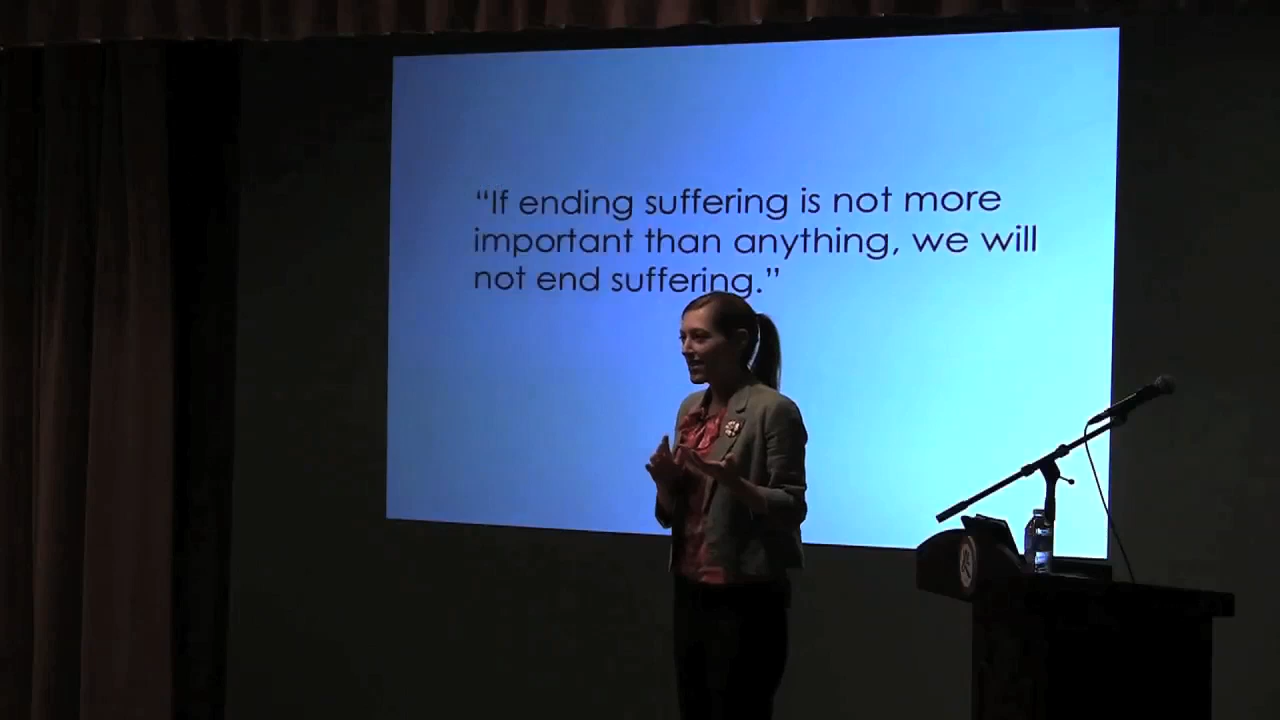 “If ending suffering is not more
important than anything, we will
not end suffering.”